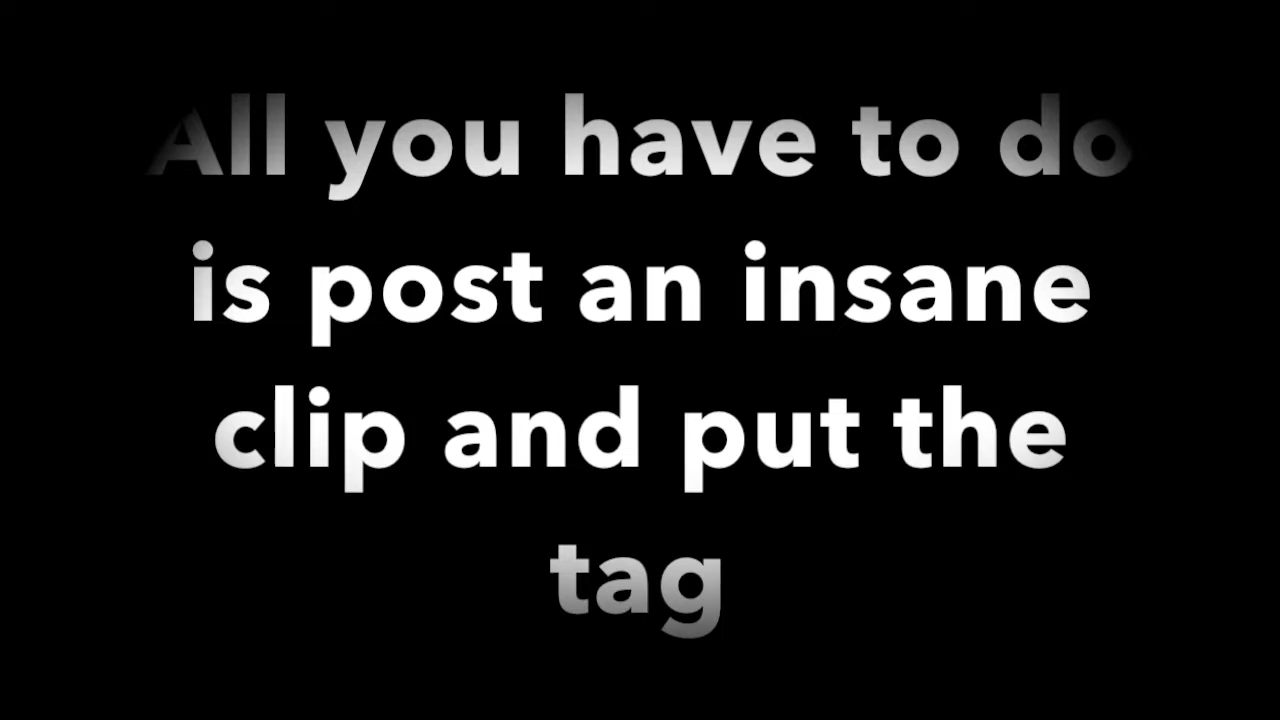 All you have to do
is post an insane
clip and put the
tag